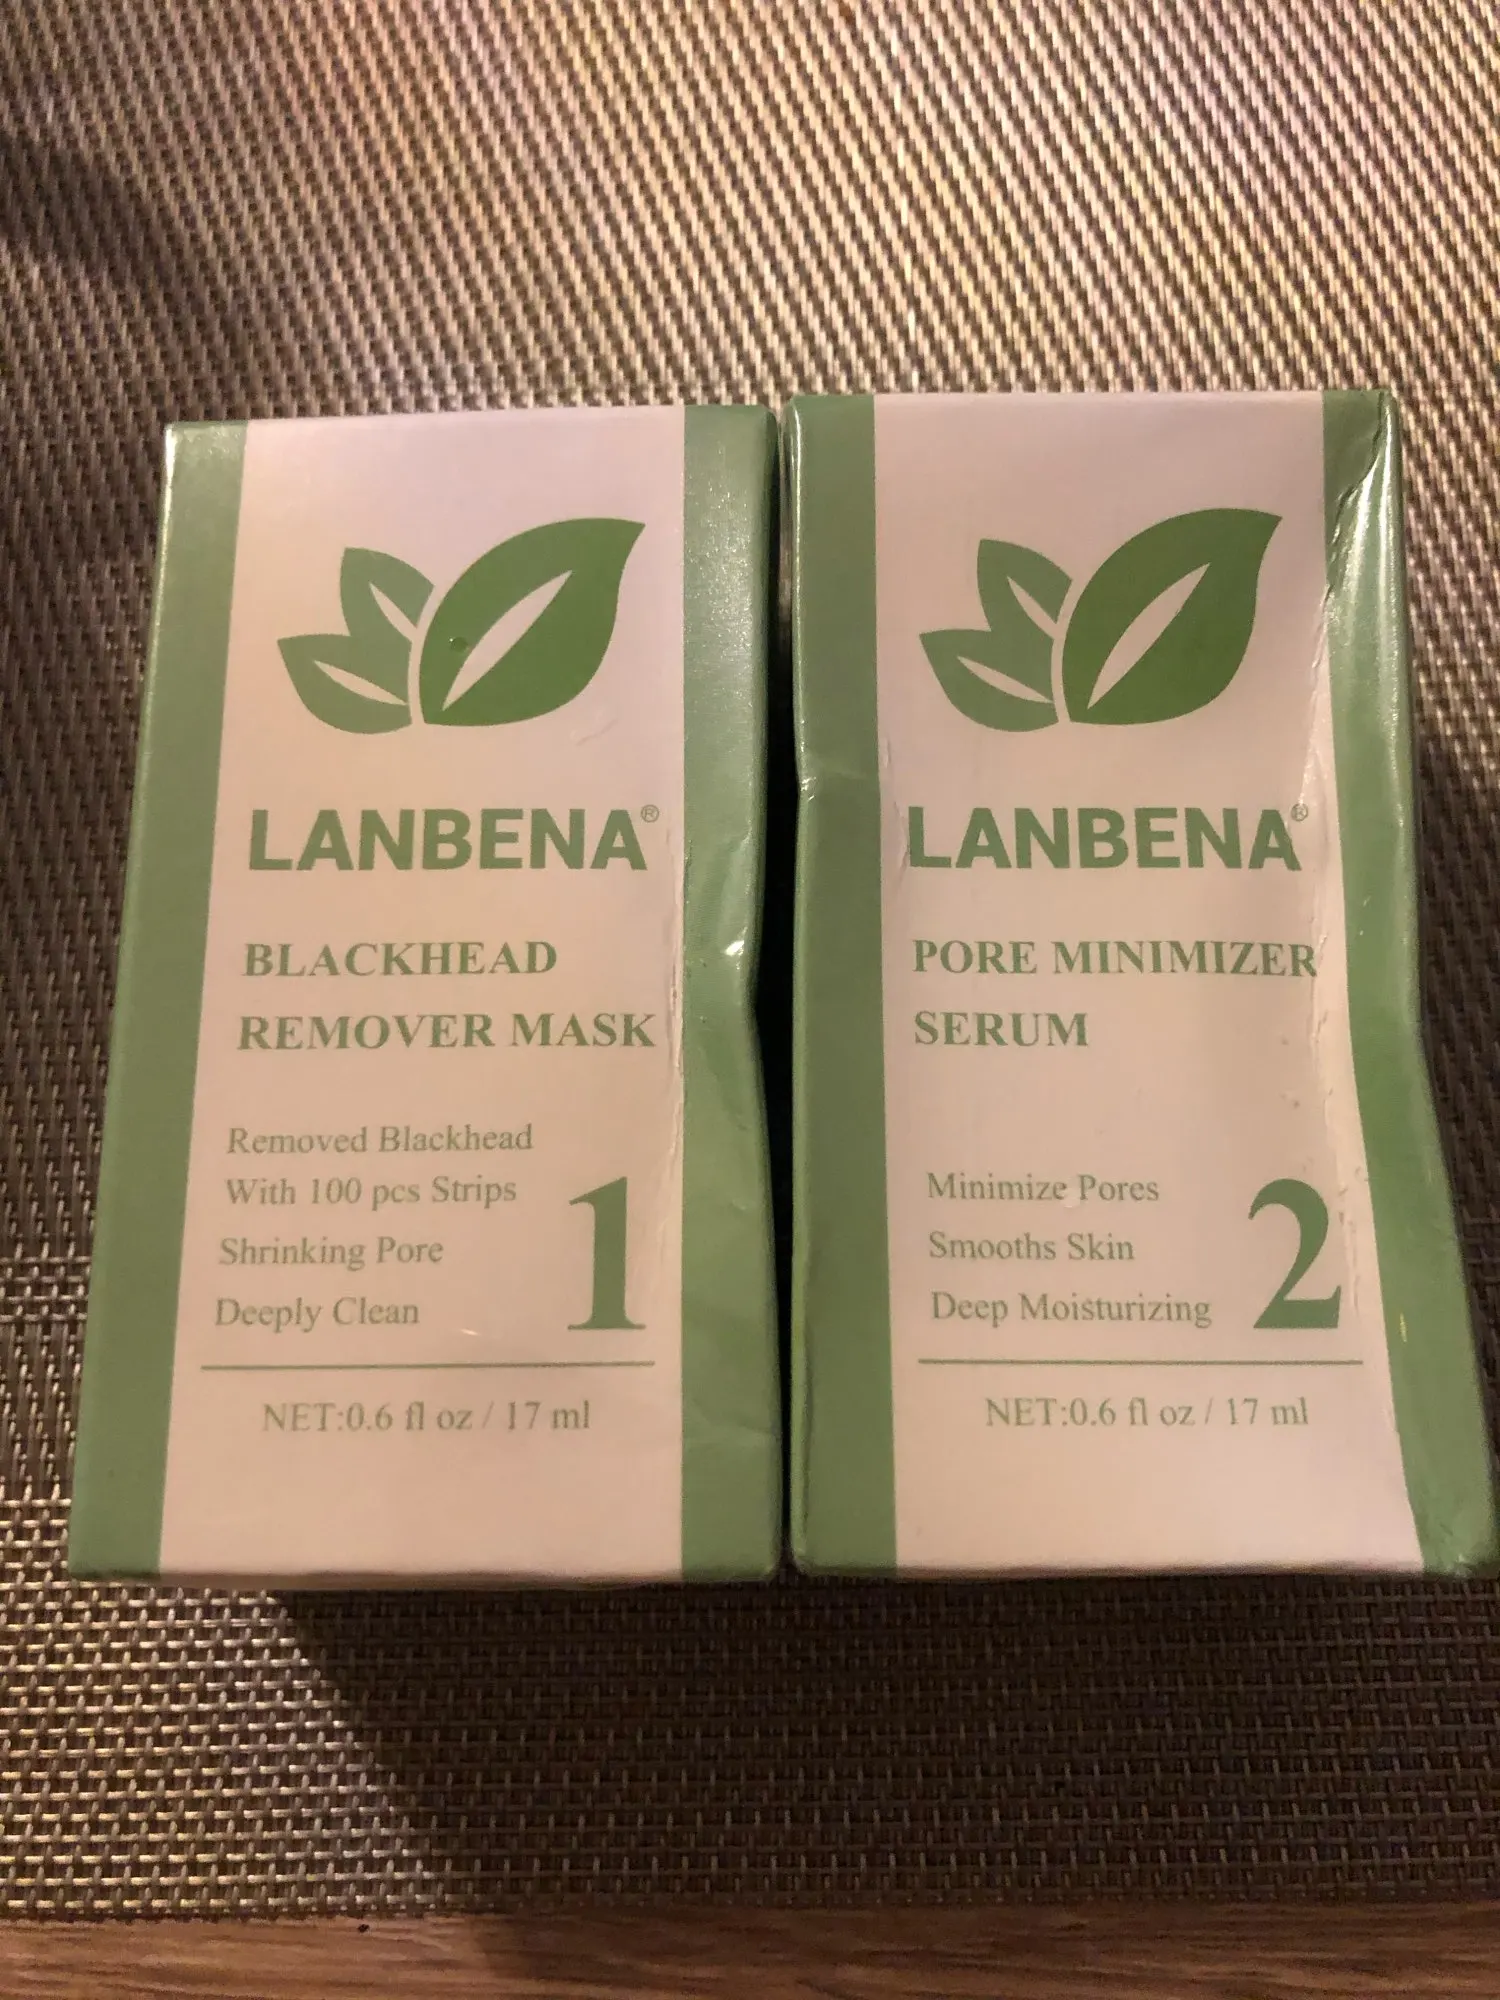 LANBENA®
BLACKHEAD
REMOVER MASK
Removed Blackhead
With 100 pcs Strips
Shrinking Pore
Deeply Clean
1
NET:0.6 fl oz / 17 ml
LANBENA®
PORE MINIMIZER
SERUM
Minimize Pores
Smooths Skin
Deep Moisturizing
2
NET:0.6 fl oz / 17 ml